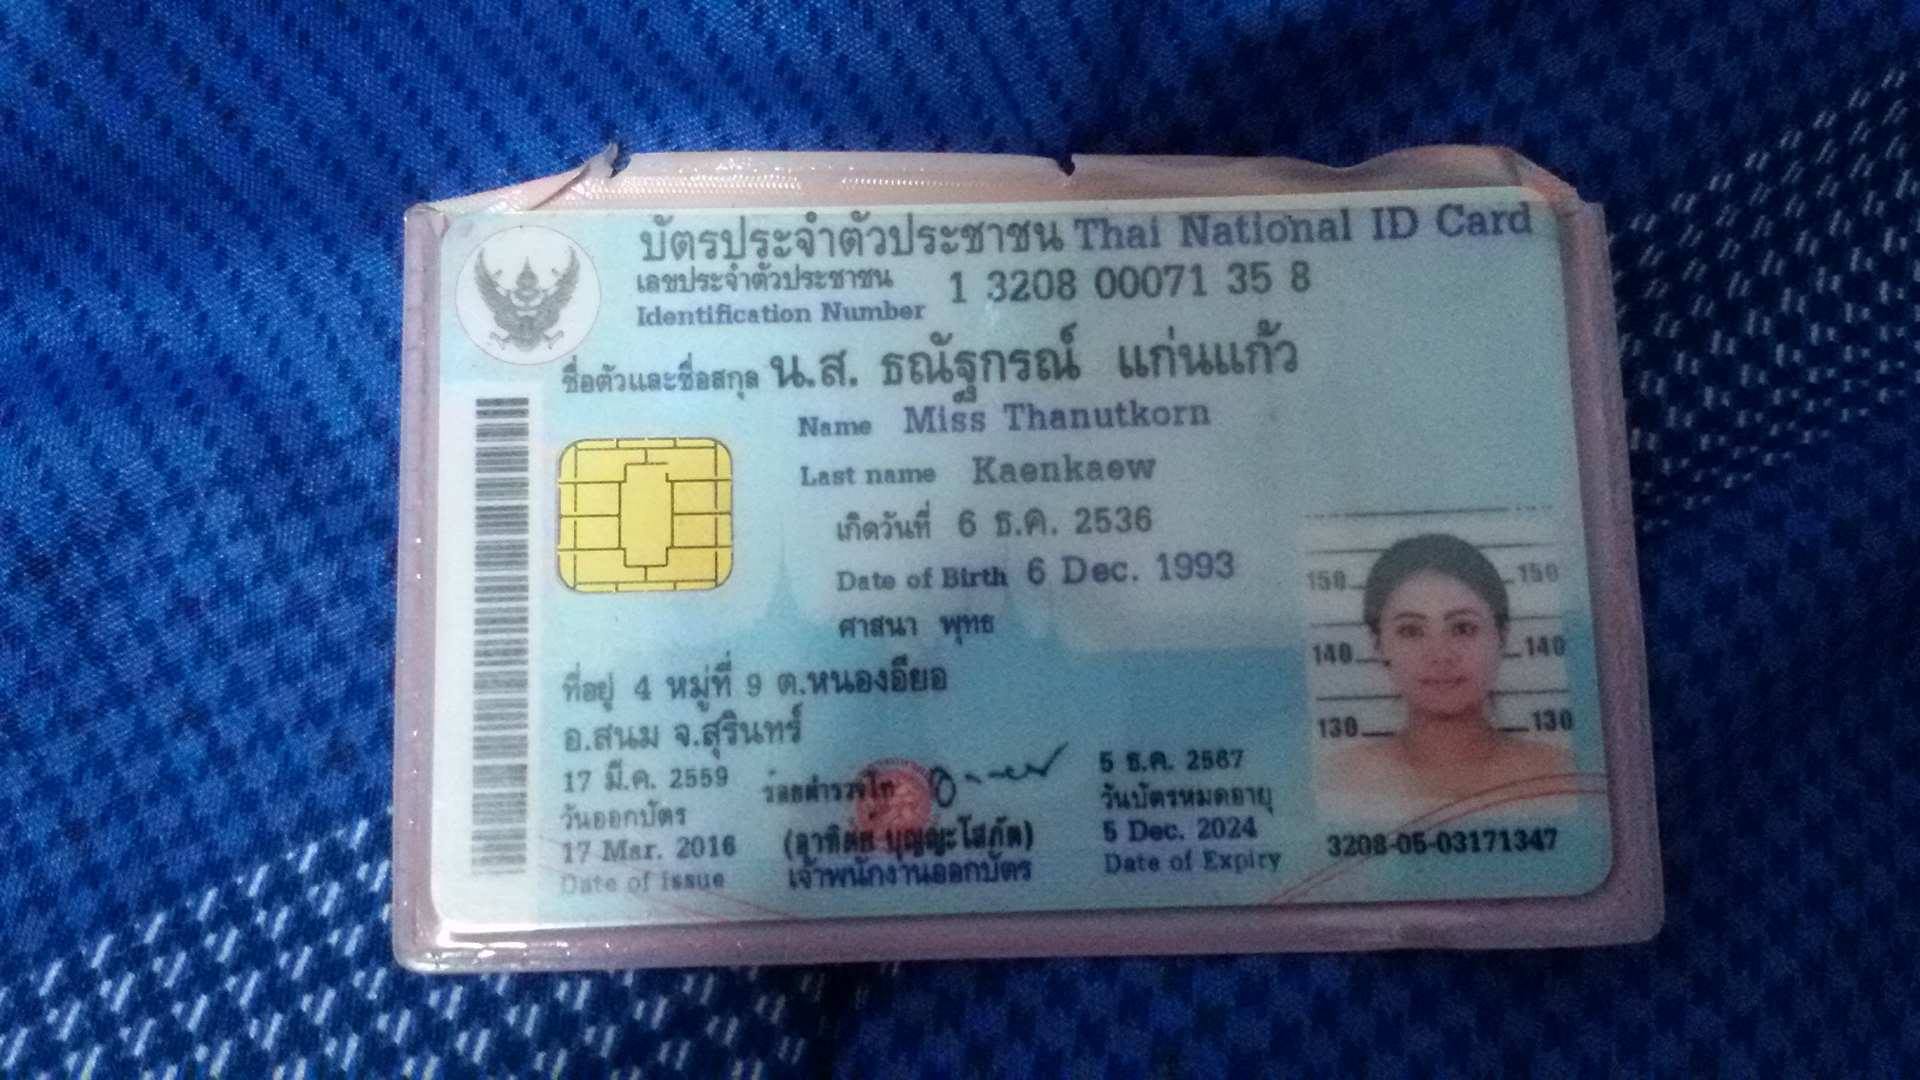 บัตรประจำตัวประชาชน Thai National ID Card
เลขประจำตัวประชาชน
Identification Number 1 3208 00071 35 8
ชื่อตัวและชื่อสกุล น.ส. ธณัฐกรณ์ แก่นแก้ว
Name Miss Thanutkorn
Last name Kaenkaew
เกิดวันที่ 6 ธ.ค. 2536
Date of Birth 6 Dec. 1993
ศาสนา พุทธ
ที่อยู่ 4 หมู่ที่ 9 ต.หนองอียอ
อ.สนม จ.สุรินทร์
17 มี.ค. 2559
วันออกบัตร
17 Mar. 2016
Date of Issue
ร้อยตำรวจโท
(อาทิตย์ บุญญะโสภัต)
เจ้าพนักงานออกบัตร
5 ธ.ค. 2567
วันบัตรหมดอายุ
5 Dec. 2024
Date of Expiry
150 150
140 140
130 130
3208-05-03171347